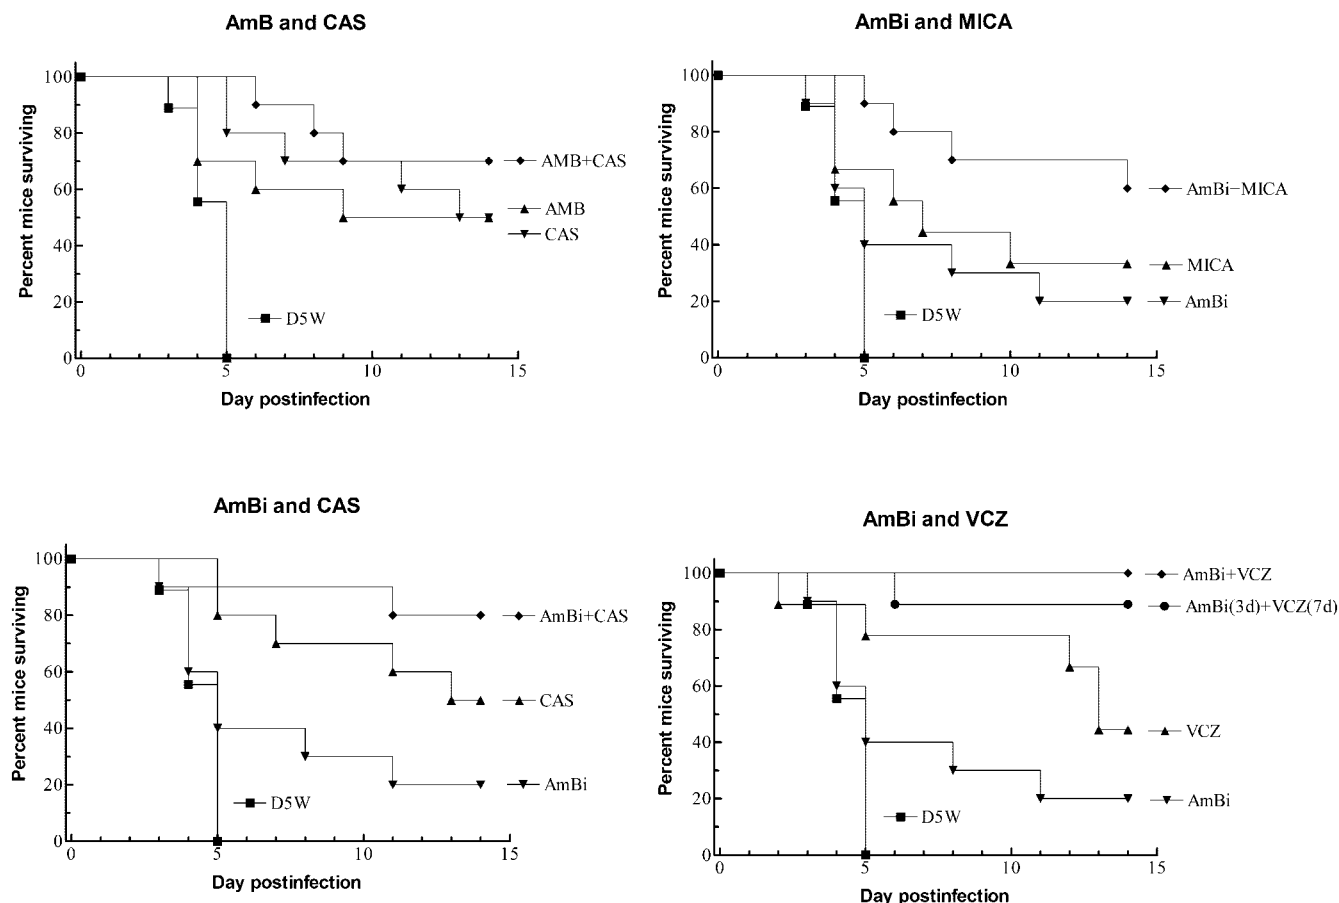 AmB and CAS
100
80
60
40
20
0
0
5
10
15
Percent mice surviving
Day postinfection
AMB+CAS
AMB
CAS
D5W
AmBi and MICA
100
80
60
40
20
0
0
5
10
15
Percent mice surviving
Day postinfection
AmBi−MICA
MICA
AmBi
D5W
AmBi and CAS
100
80
60
40
20
0
0
5
10
15
Percent mice surviving
Day postinfection
AmBi+CAS
CAS
AmBi
D5W
AmBi and VCZ
100
80
60
40
20
0
0
5
10
15
Percent mice surviving
Day postinfection
AmBi+VCZ
AmBi(3d)+VCZ(7d)
VCZ
AmBi
D5W